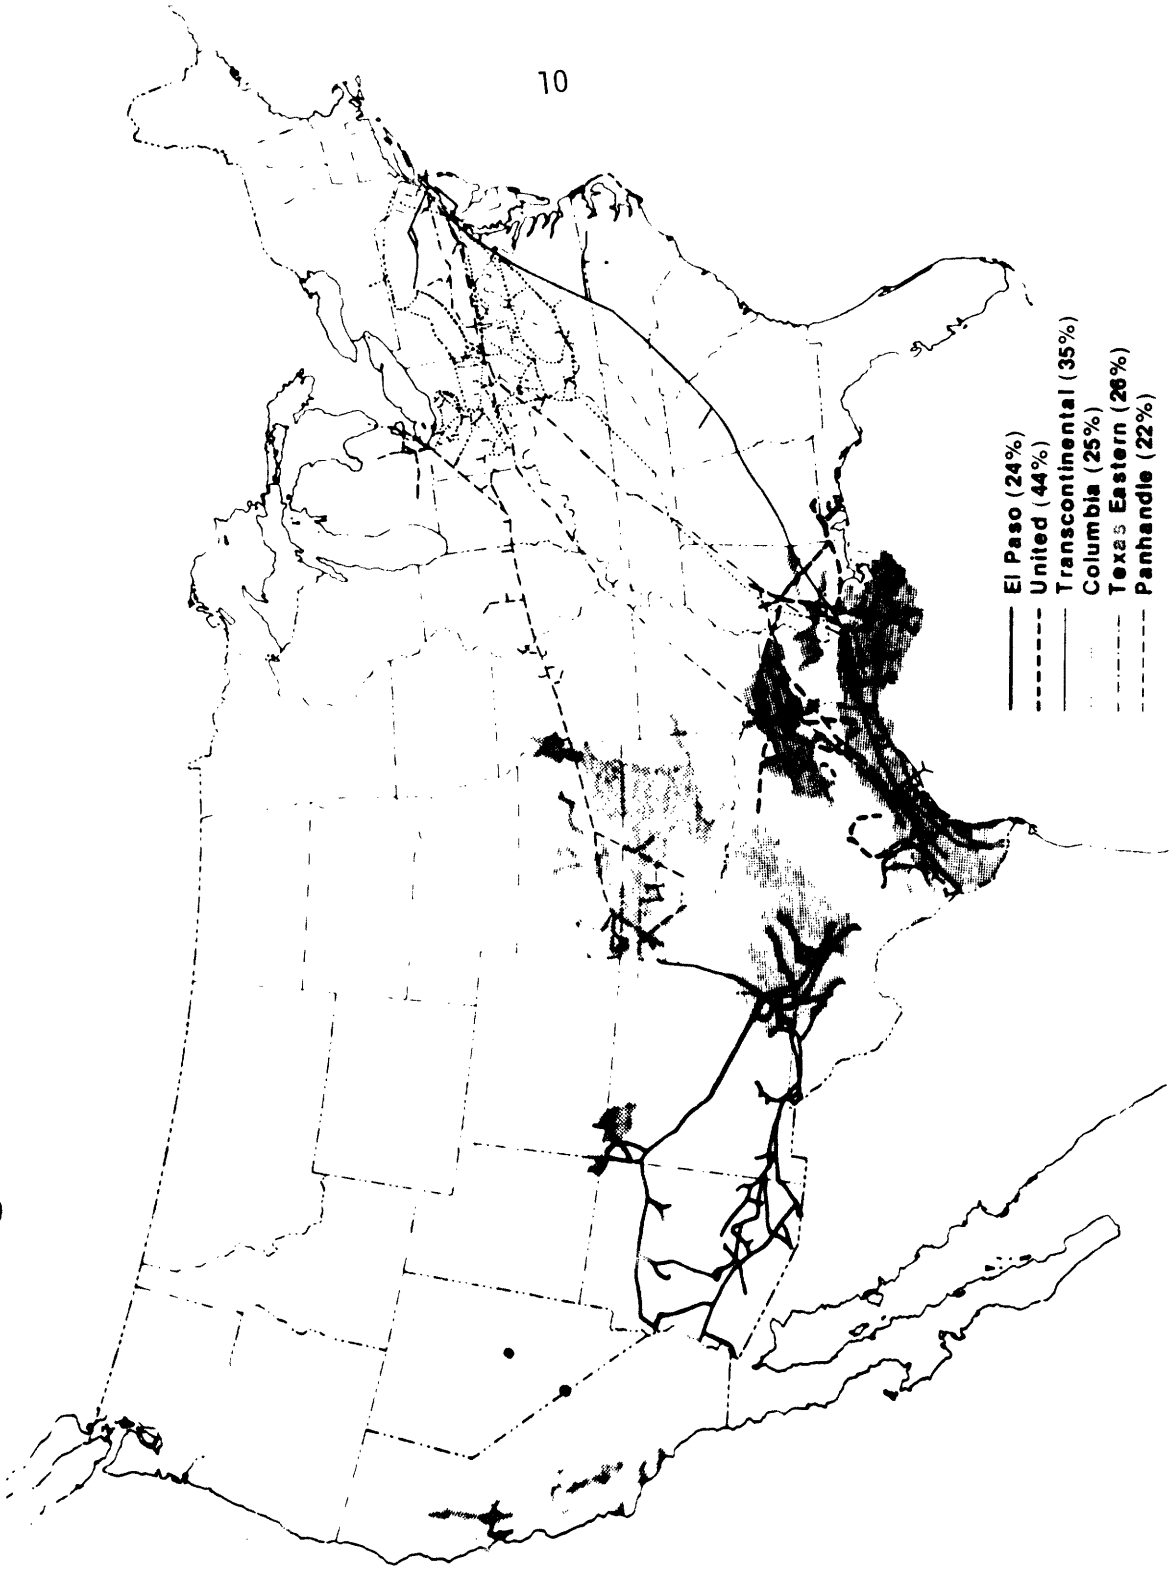 10
El Paso (24%)
United (44%)
Transcontinental (35%)
Columbia (25%)
Texas Eastern (26%)
Panhandle (22%)